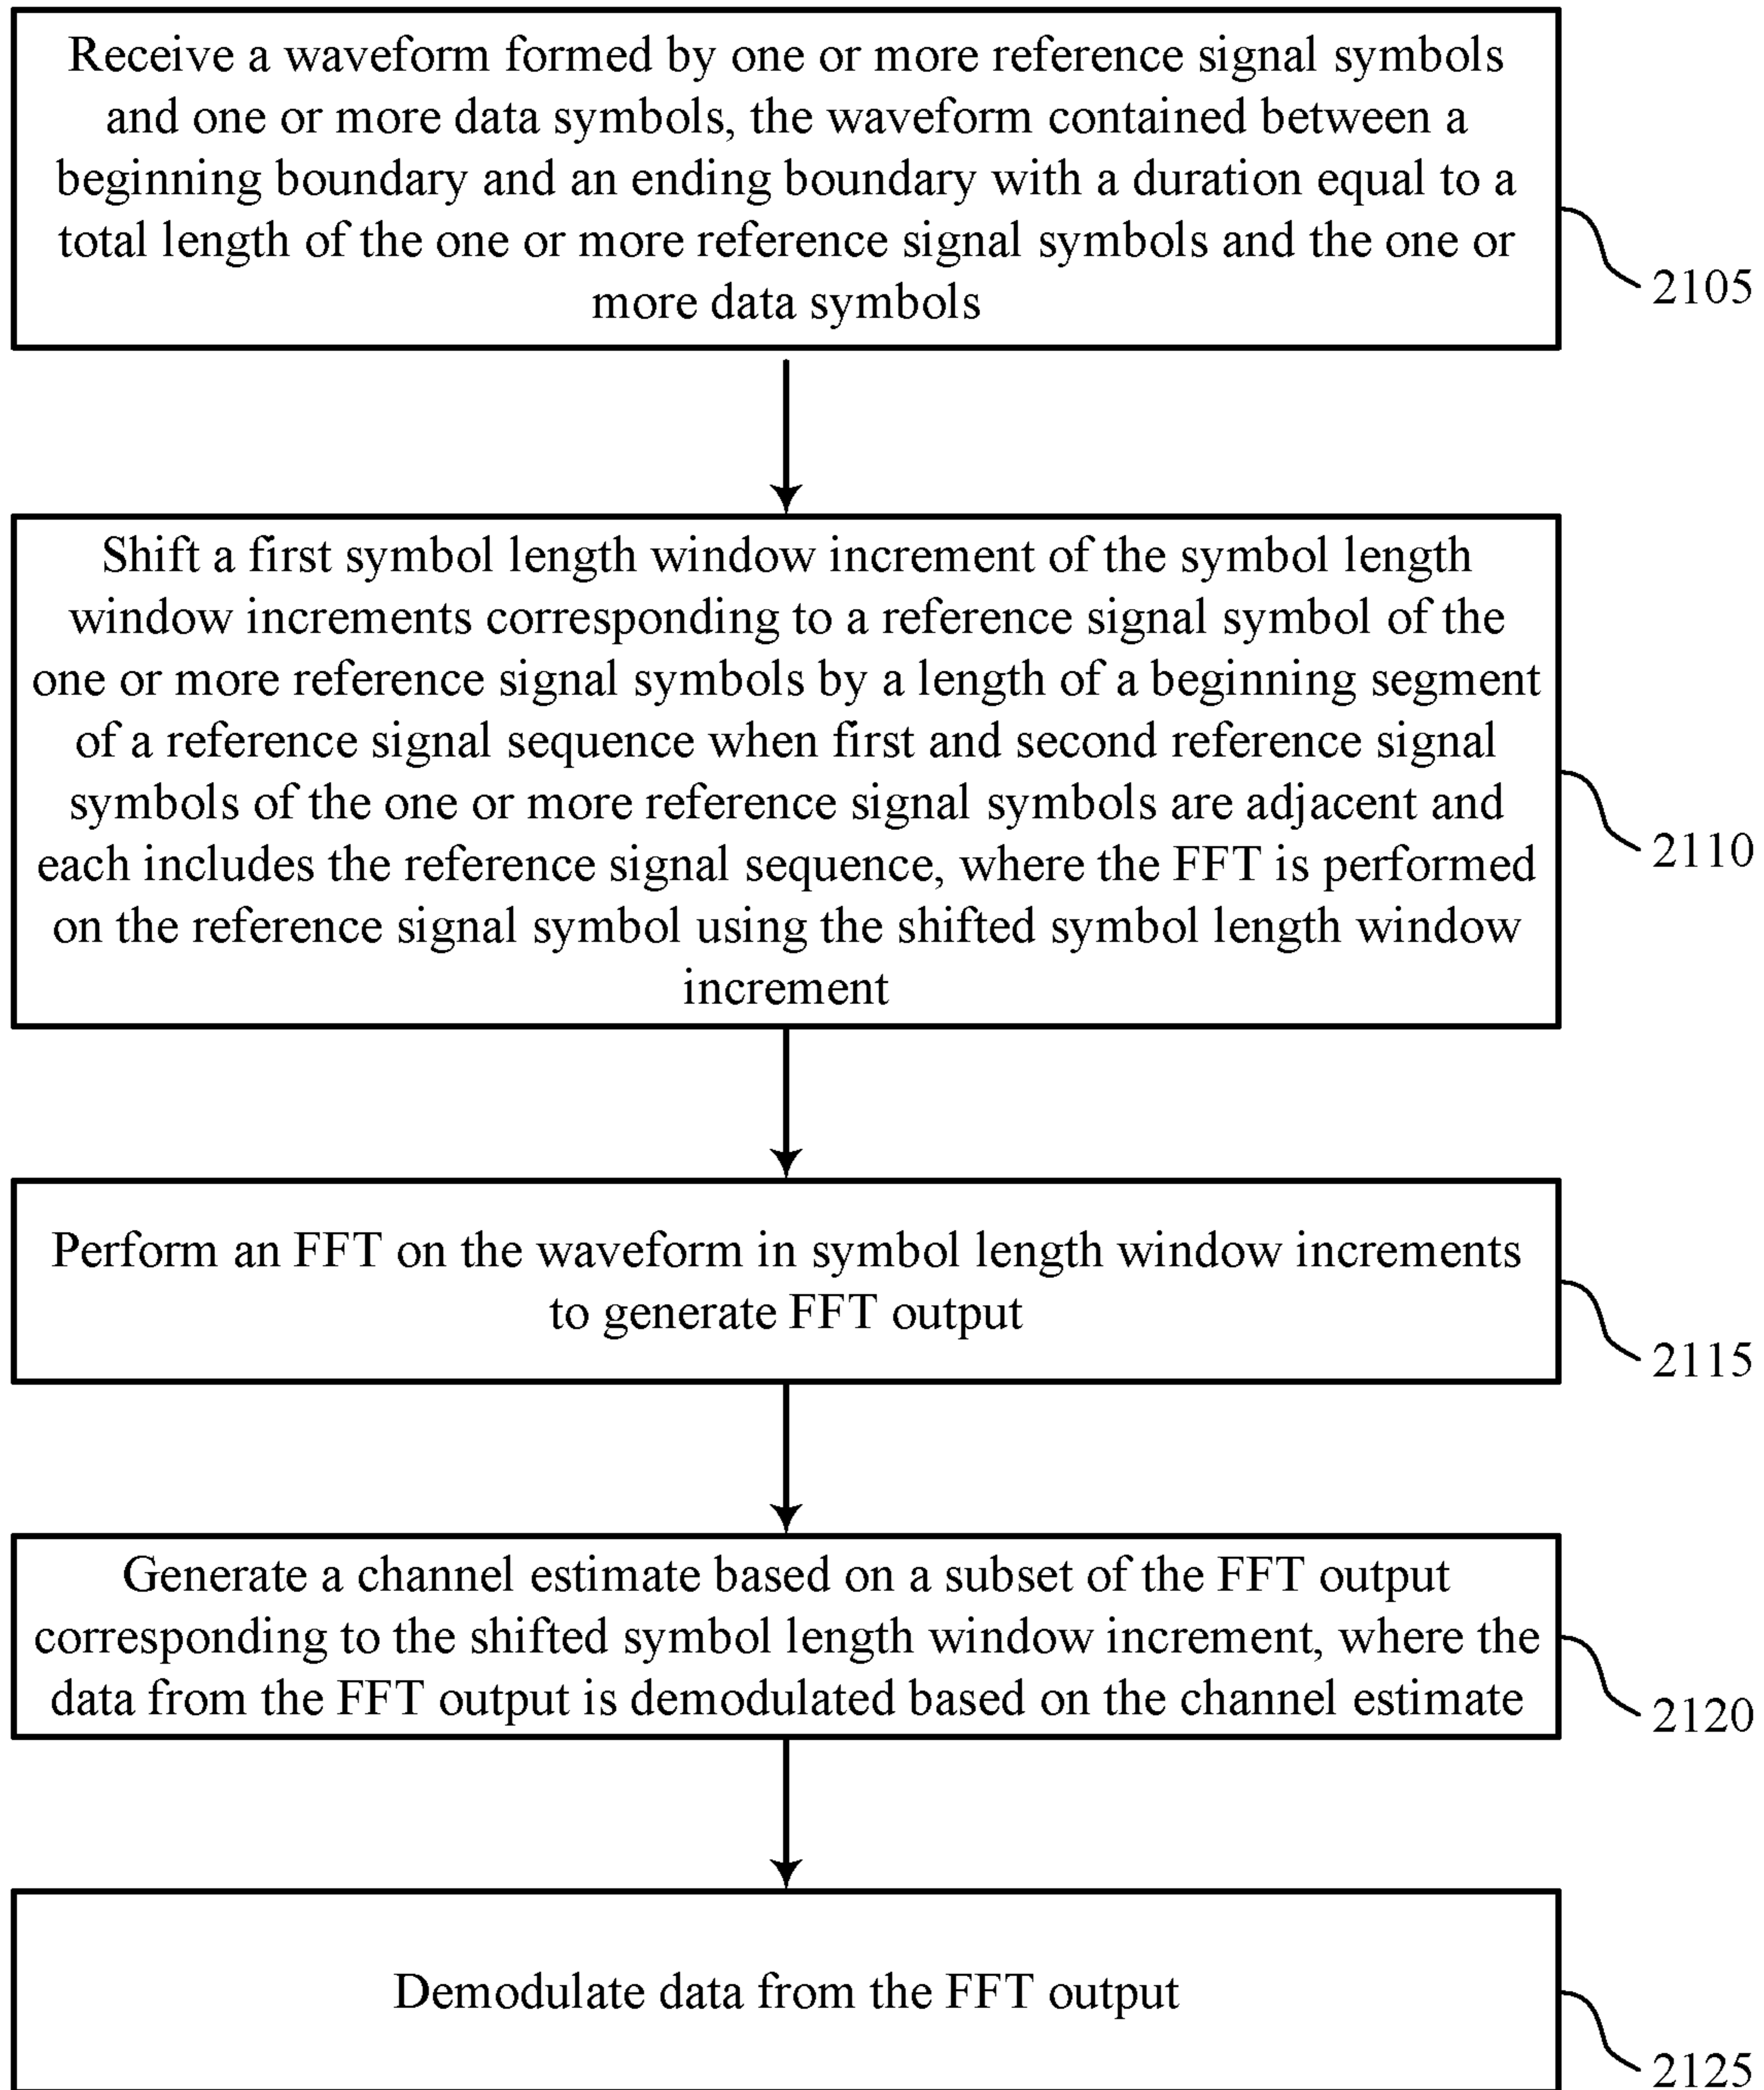 Receive a waveform formed by one or more reference signal symbols
and one or more data symbols, the waveform contained between a
beginning boundary and an ending boundary with a duration equal to a
total length of the one or more reference signal symbols and the one or
more data symbols
2105
Shift a first symbol length window increment of the symbol length
window increments corresponding to a reference signal symbol of the
one or more reference signal symbols by a length of a beginning segment
of a reference signal sequence when first and second reference signal
symbols of the one or more reference signal symbols are adjacent and
each includes the reference signal sequence, where the FFT is performed
on the reference signal symbol using the shifted symbol length window
increment
2110
Perform an FFT on the waveform in symbol length window increments
to generate FFT output
2115
Generate a channel estimate based on a subset of the FFT output
corresponding to the shifted symbol length window increment, where the
data from the FFT output is demodulated based on the channel estimate
2120
Demodulate data from the FFT output
2125